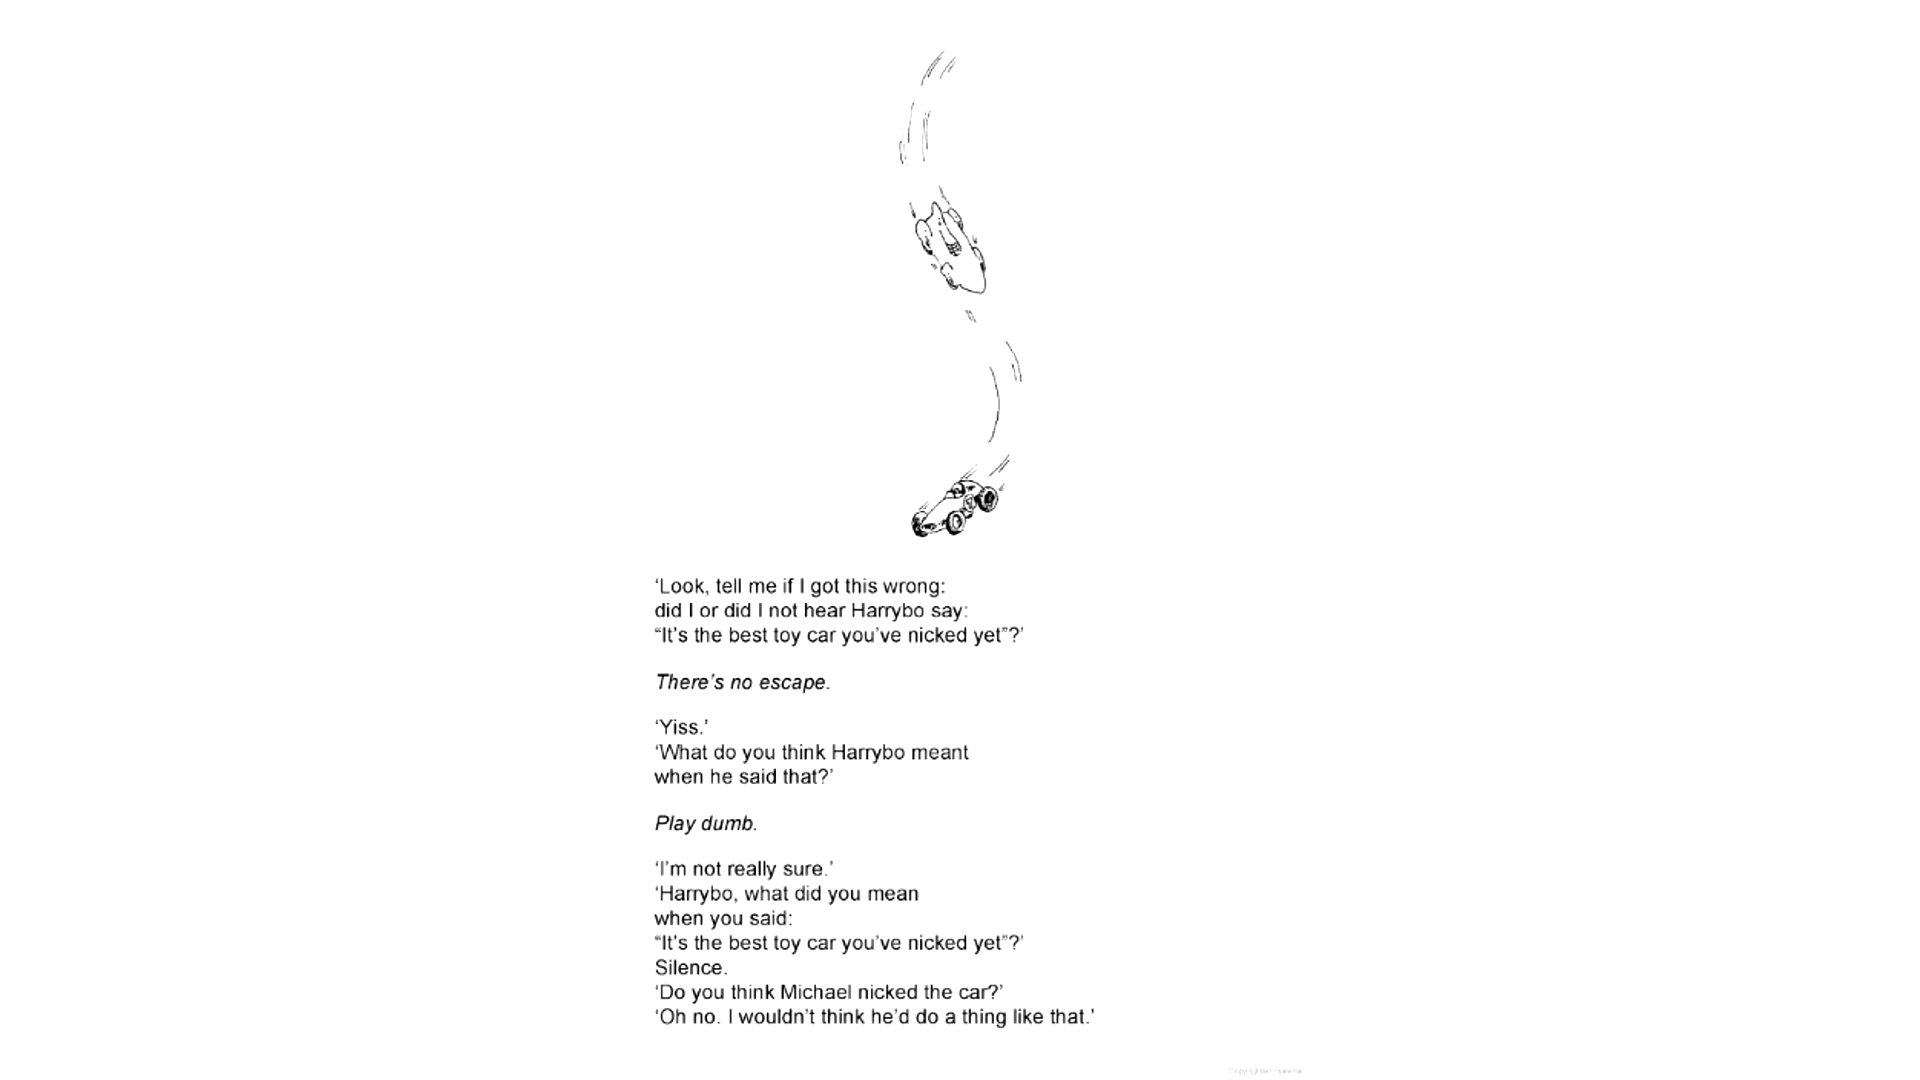 ‘Look, tell me if I got this wrong:
did I or did I not hear Harrybo say:
“It’s the best toy car you’ve nicked yet”?’
There’s no escape.
‘Yiss.’
‘What do you think Harrybo meant
when he said that?’
Play dumb.
‘I’m not really sure.’
‘Harrybo, what did you mean
when you said:
“It’s the best toy car you’ve nicked yet”?’
Silence.
‘Do you think Michael nicked the car?’
‘Oh no. I wouldn’t think he’d do a thing like that.’